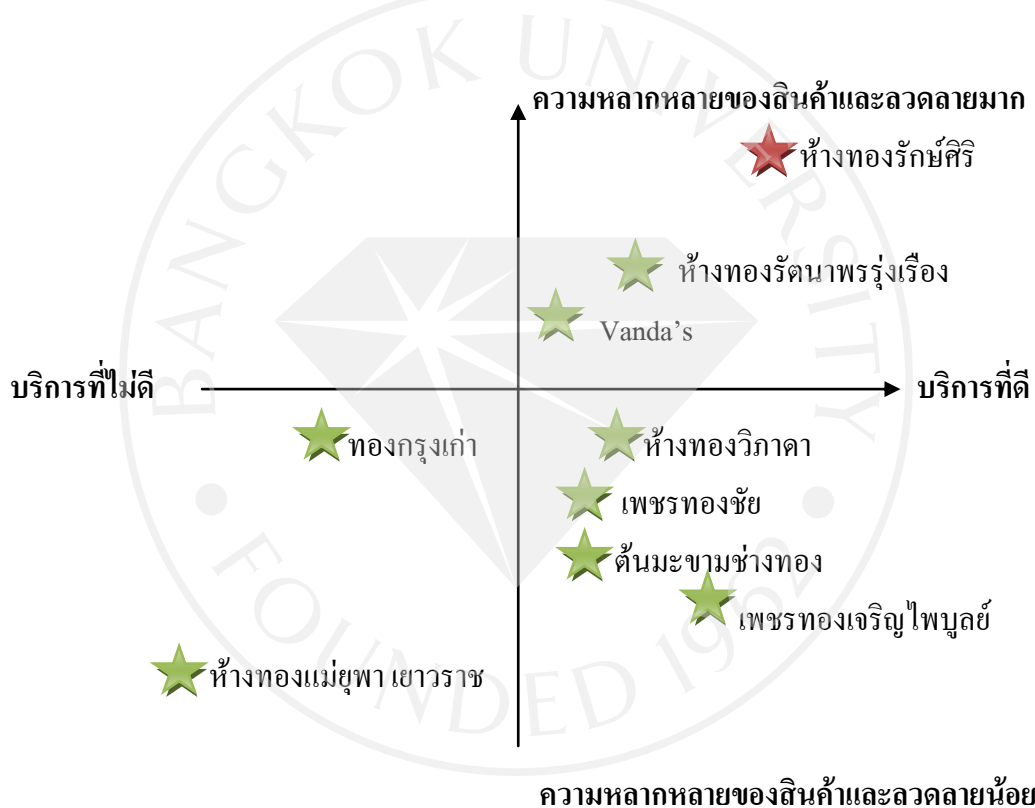 ความหลากหลายของสินค้าและลวดลายมาก
ห้างทองรักษ์ศิริ
ห้างทองรัตนาพรรุ่งเรือง
Vanda's
บริการที่ไม่ดี
บริการที่ดี
ทองกรุงเก่า
ห้างทองวิภาดา
เพชรทองชัย
ต้นมะขามช่างทอง
เพชรทองเจริญไพบูลย์
ห้างทองแม่ยุพา เยาวราช
ความหลากหลายของสินค้าและลวดลายน้อย
BANGKOK UNIVERSITY
FOUNDED 1962